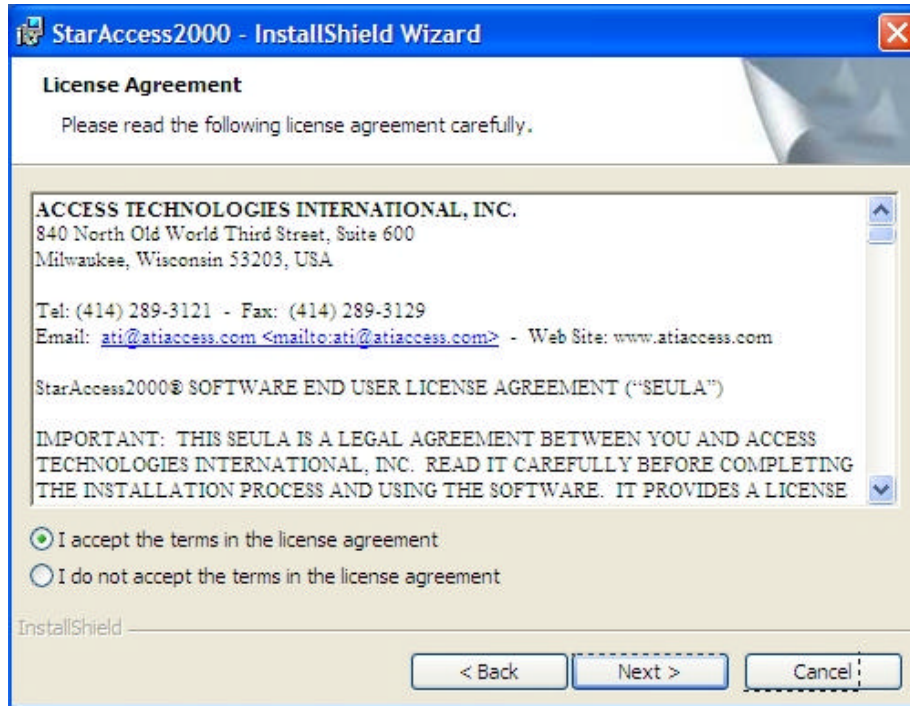 StarAccess2000 - InstallShield Wizard
License Agreement
Please read the following license agreement carefully.
ACCESS TECHNOLOGIES INTERNATIONAL, INC.
840 North Old World Third Street, Suite 600
Milwaukee, Wisconsin 53203, USA
Tel: (414) 289-3121 - Fax: (414) 289-3129
Email: ati@atiaccess.com <mailto:ati@atiaccess.com> - Web Site: www.atiaccess.com
StarAccess2000® SOFTWARE END USER LICENSE AGREEMENT (“SEULA”)
IMPORTANT: THIS SEULA IS A LEGAL AGREEMENT BETWEEN YOU AND ACCESS
TECHNOLOGIES INTERNATIONAL, INC. READ IT CAREFULLY BEFORE COMPLETING
THE INSTALLATION PROCESS AND USING THE SOFTWARE. IT PROVIDES A LICENSE
I accept the terms in the license agreement
I do not accept the terms in the license agreement
InstallShield
< Back Next > Cancel